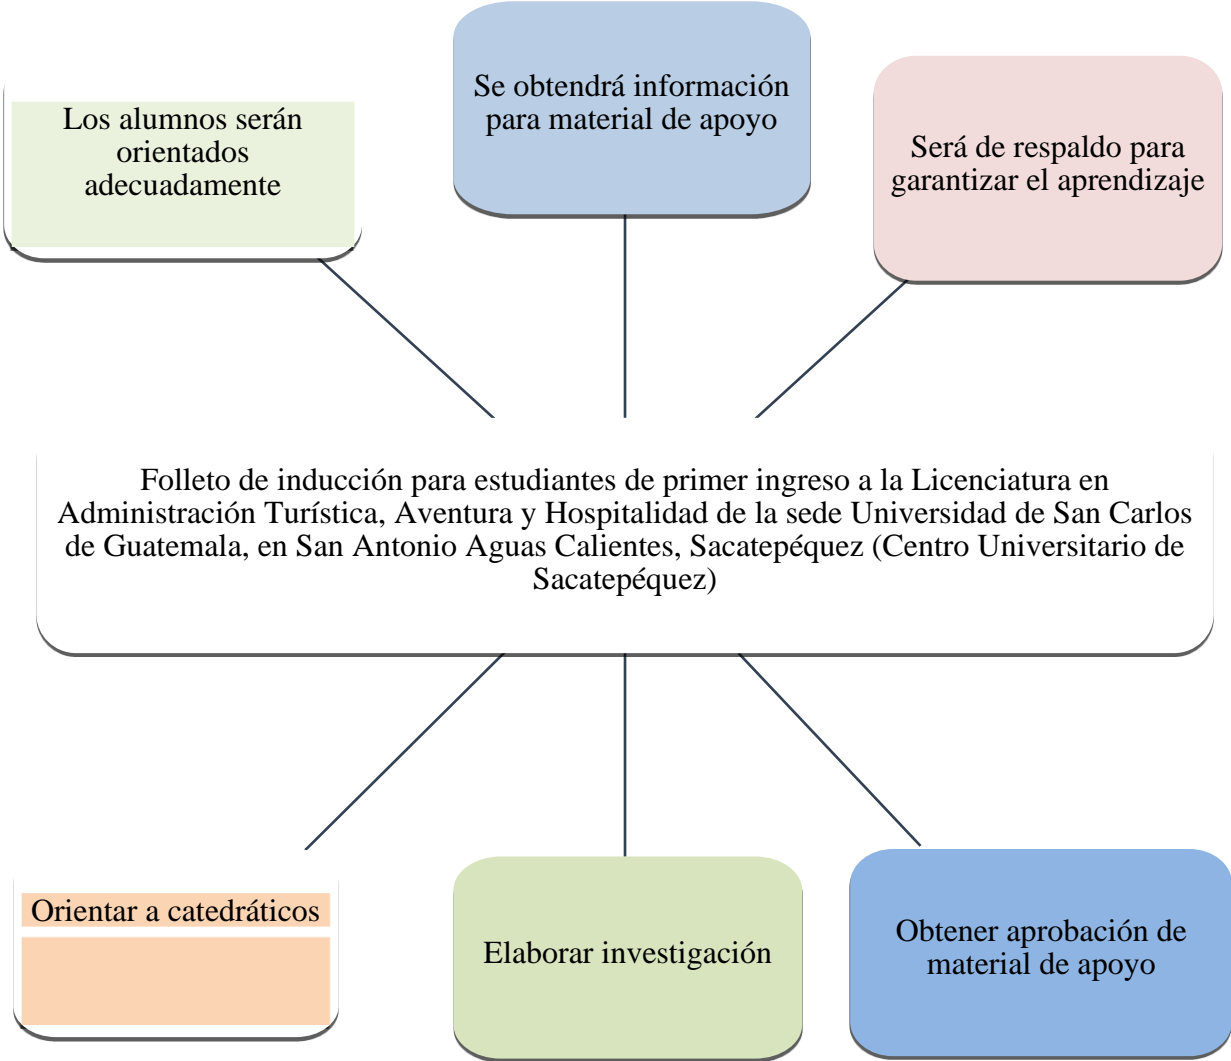 Los alumnos serán
orientados
adecuadamente
Se obtendrá información
para material de apoyo
Será de respaldo para
garantizar el aprendizaje
Folleto de inducción para estudiantes de primer ingreso a la Licenciatura en
Administración Turística, Aventura y Hospitalidad de la sede Universidad de San Carlos
de Guatemala, en San Antonio Aguas Calientes, Sacatepéquez (Centro Universitario de
Sacatepéquez)
Orientar a catedráticos
Elaborar investigación
Obtener aprobación de
material de apoyo